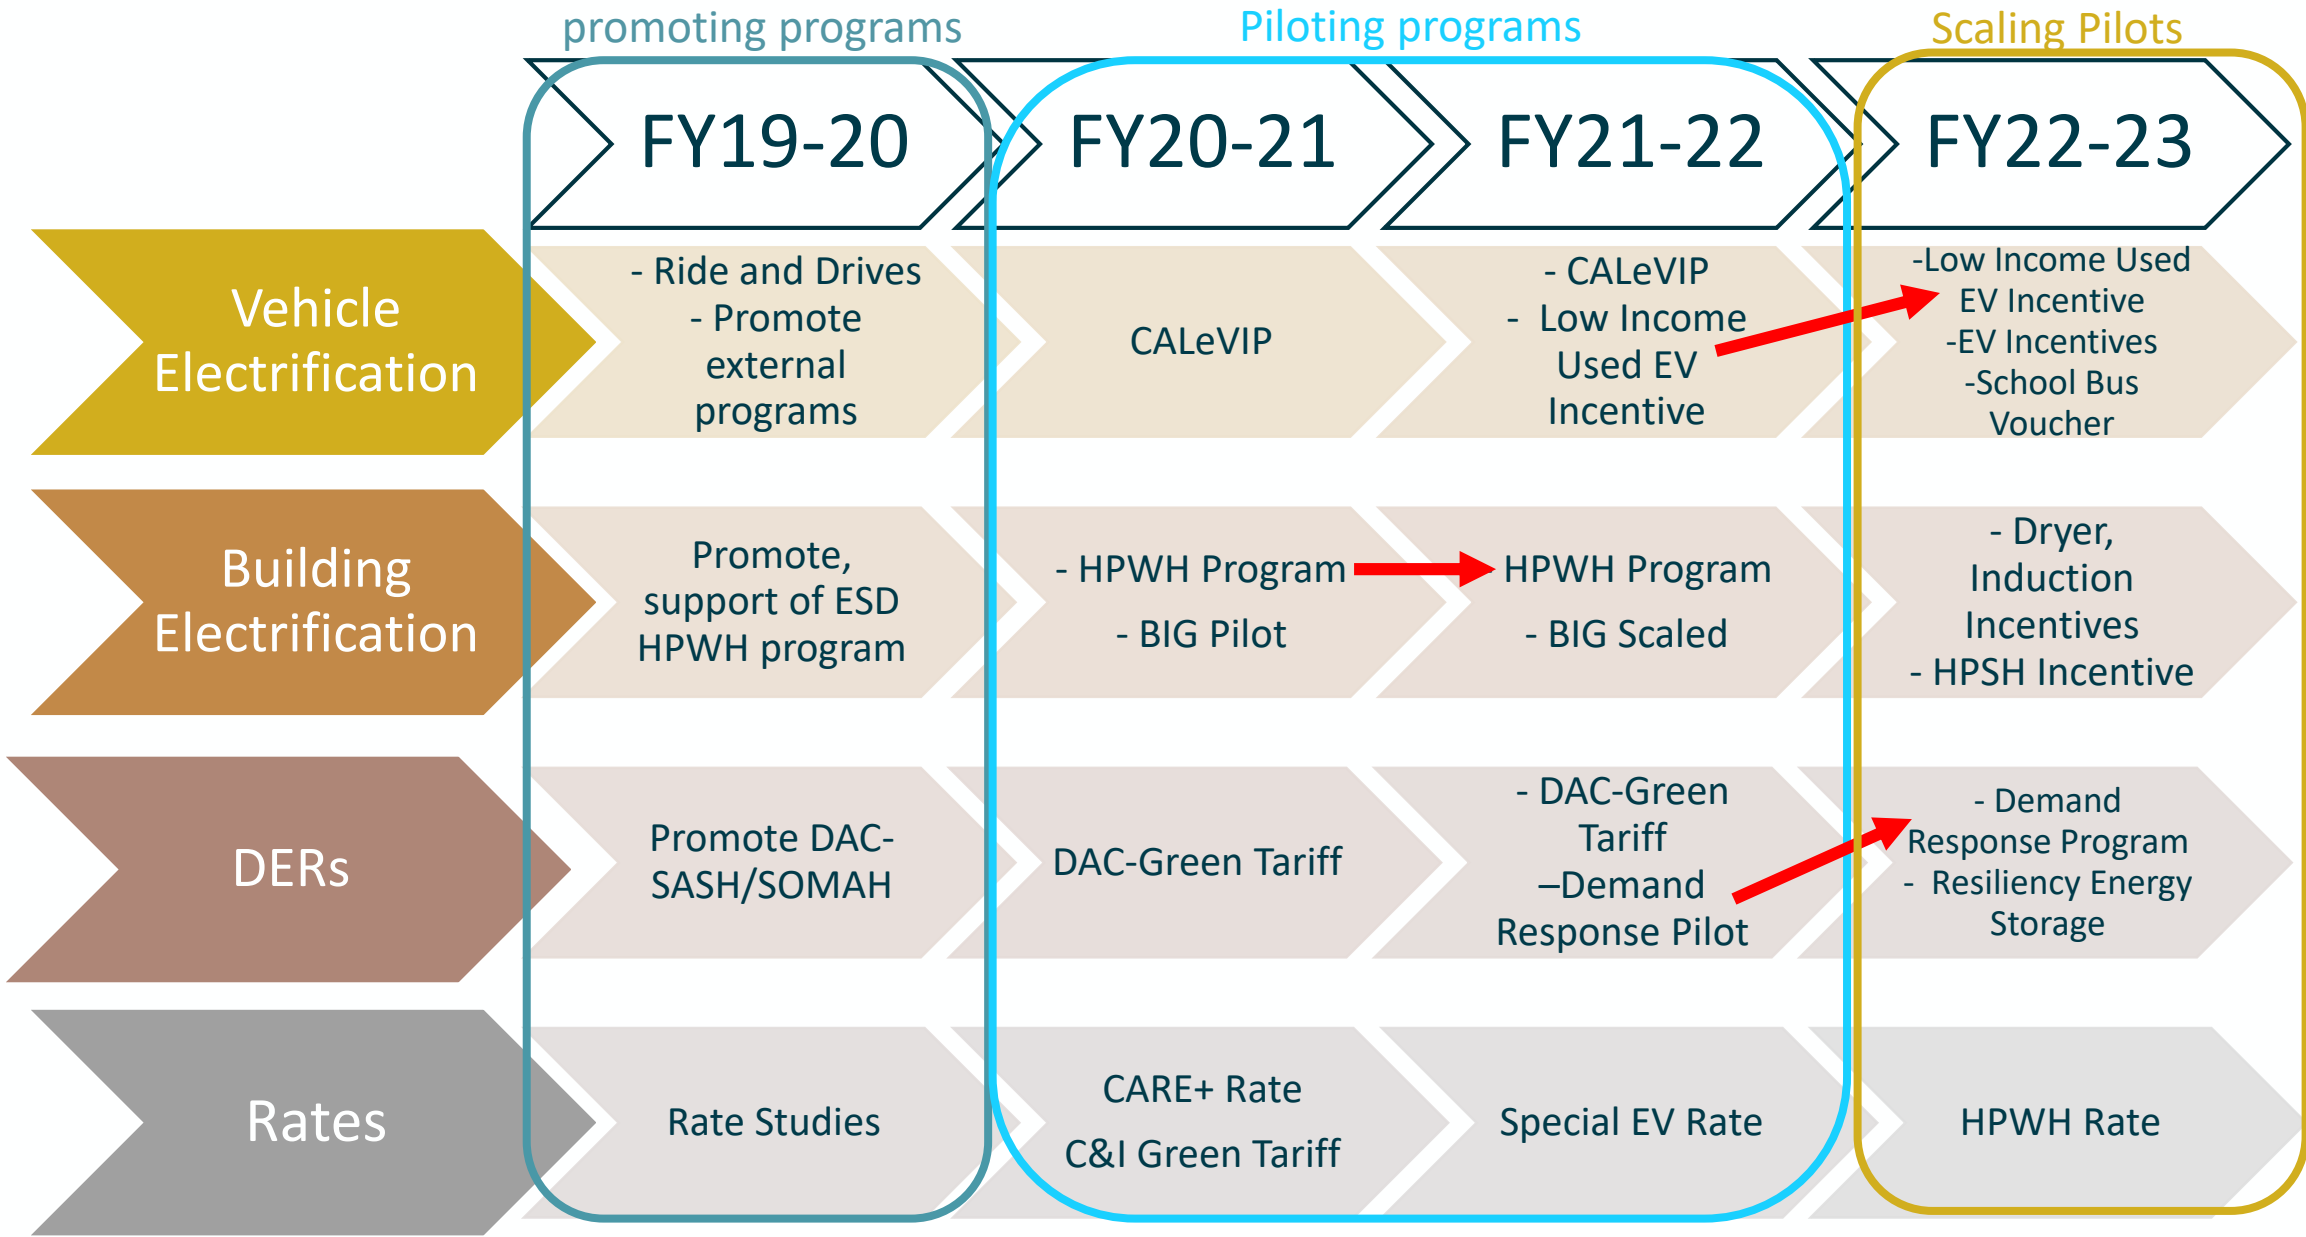 promoting programs
Piloting programs
Scaling Pilots
FY19-20
FY20-21
FY21-22
FY22-23
Vehicle
Electrification
- Ride and Drives
- Promote
external
programs
CALeVIP
- CALeVIP
- Low Income
Used EV
Incentive
-Low Income Used
EV Incentive
-EV Incentives
-School Bus
Voucher
Building
Electrification
Promote,
support of ESD
HPWH program
- HPWH Program
- BIG Pilot
HPWH Program
- BIG Scaled
- Dryer,
Induction
Incentives
- HPSH Incentive
DERs
Promote DAC-
SASH/SOMAH
DAC-Green Tariff
- DAC-Green
Tariff
–Demand
Response Pilot
- Demand
Response Program
- Resiliency Energy
Storage
Rates
Rate Studies
CARE+ Rate
C&I Green Tariff
Special EV Rate
HPWH Rate